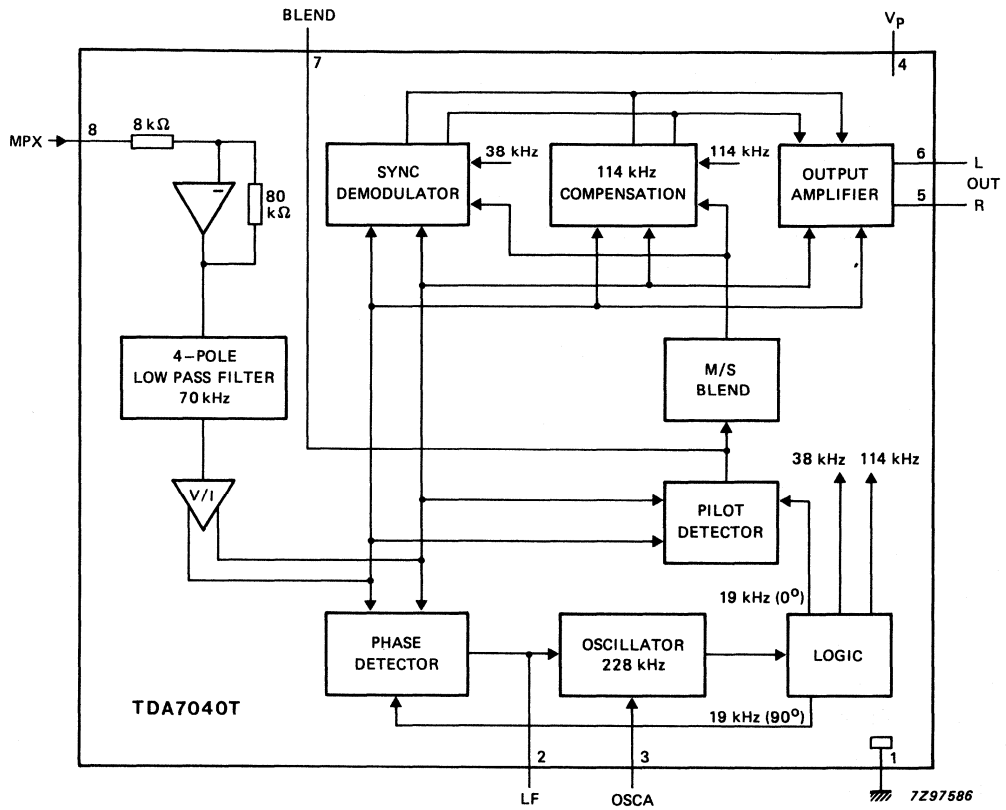 BLEND
V_P
7
4
MPX
8
8 kΩ
80
kΩ
SYNC
DEMODULATOR
38 kHz
114 kHz
COMPENSATION
114 kHz
OUTPUT
AMPLIFIER
6
L
OUT
5
R
4–POLE
LOW PASS FILTER
70 kHz
M/S
BLEND
38 kHz
114 kHz
V/I
PILOT
DETECTOR
19 kHz (0°)
PHASE
DETECTOR
OSCILLATOR
228 kHz
LOGIC
TDA7040T
19 kHz (90°)
2
3
1
LF
OSCA
7Z97586